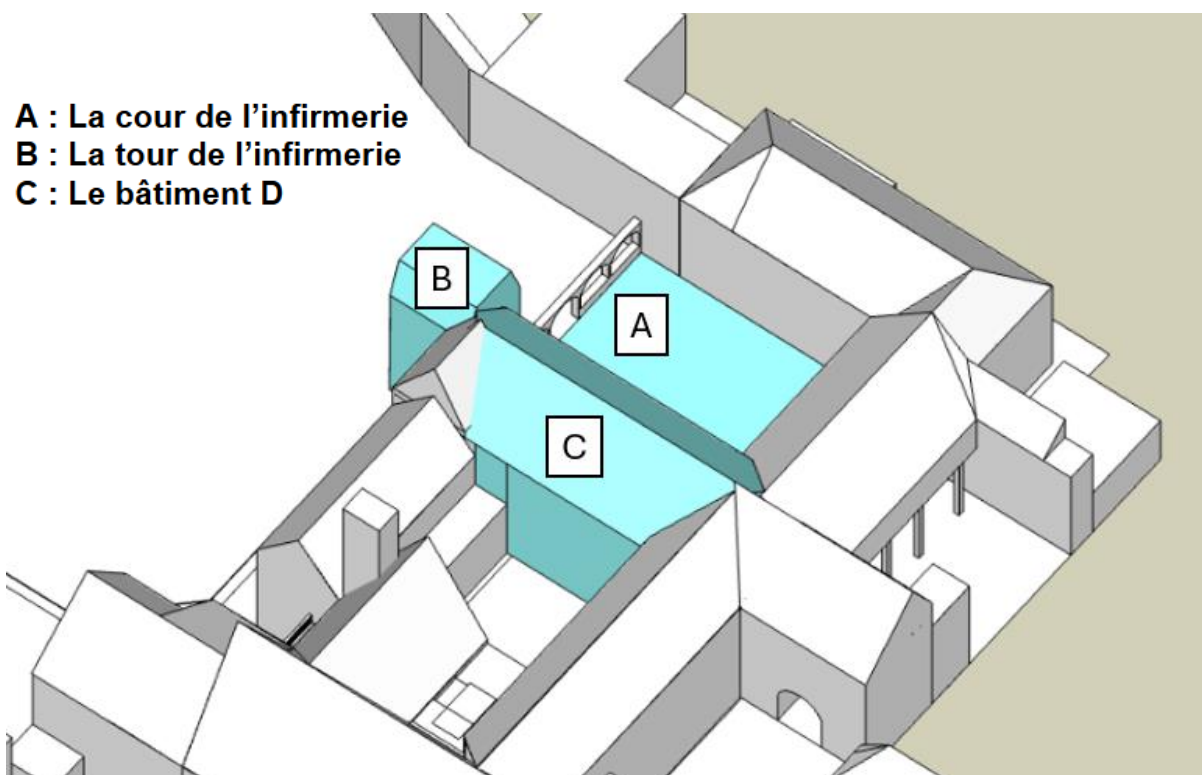 A : La cour de l’infirmerie
B : La tour de l’infirmerie
C : Le bâtiment D
B
A
C